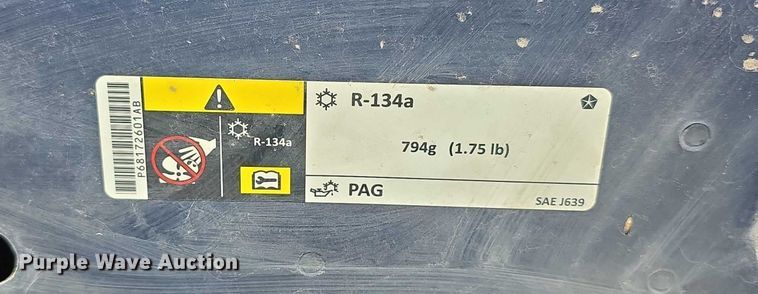 P68172601AB
R-134a
R-134a
794g (1.75 lb)
PAG
SAE J639
Purple Wave Auction